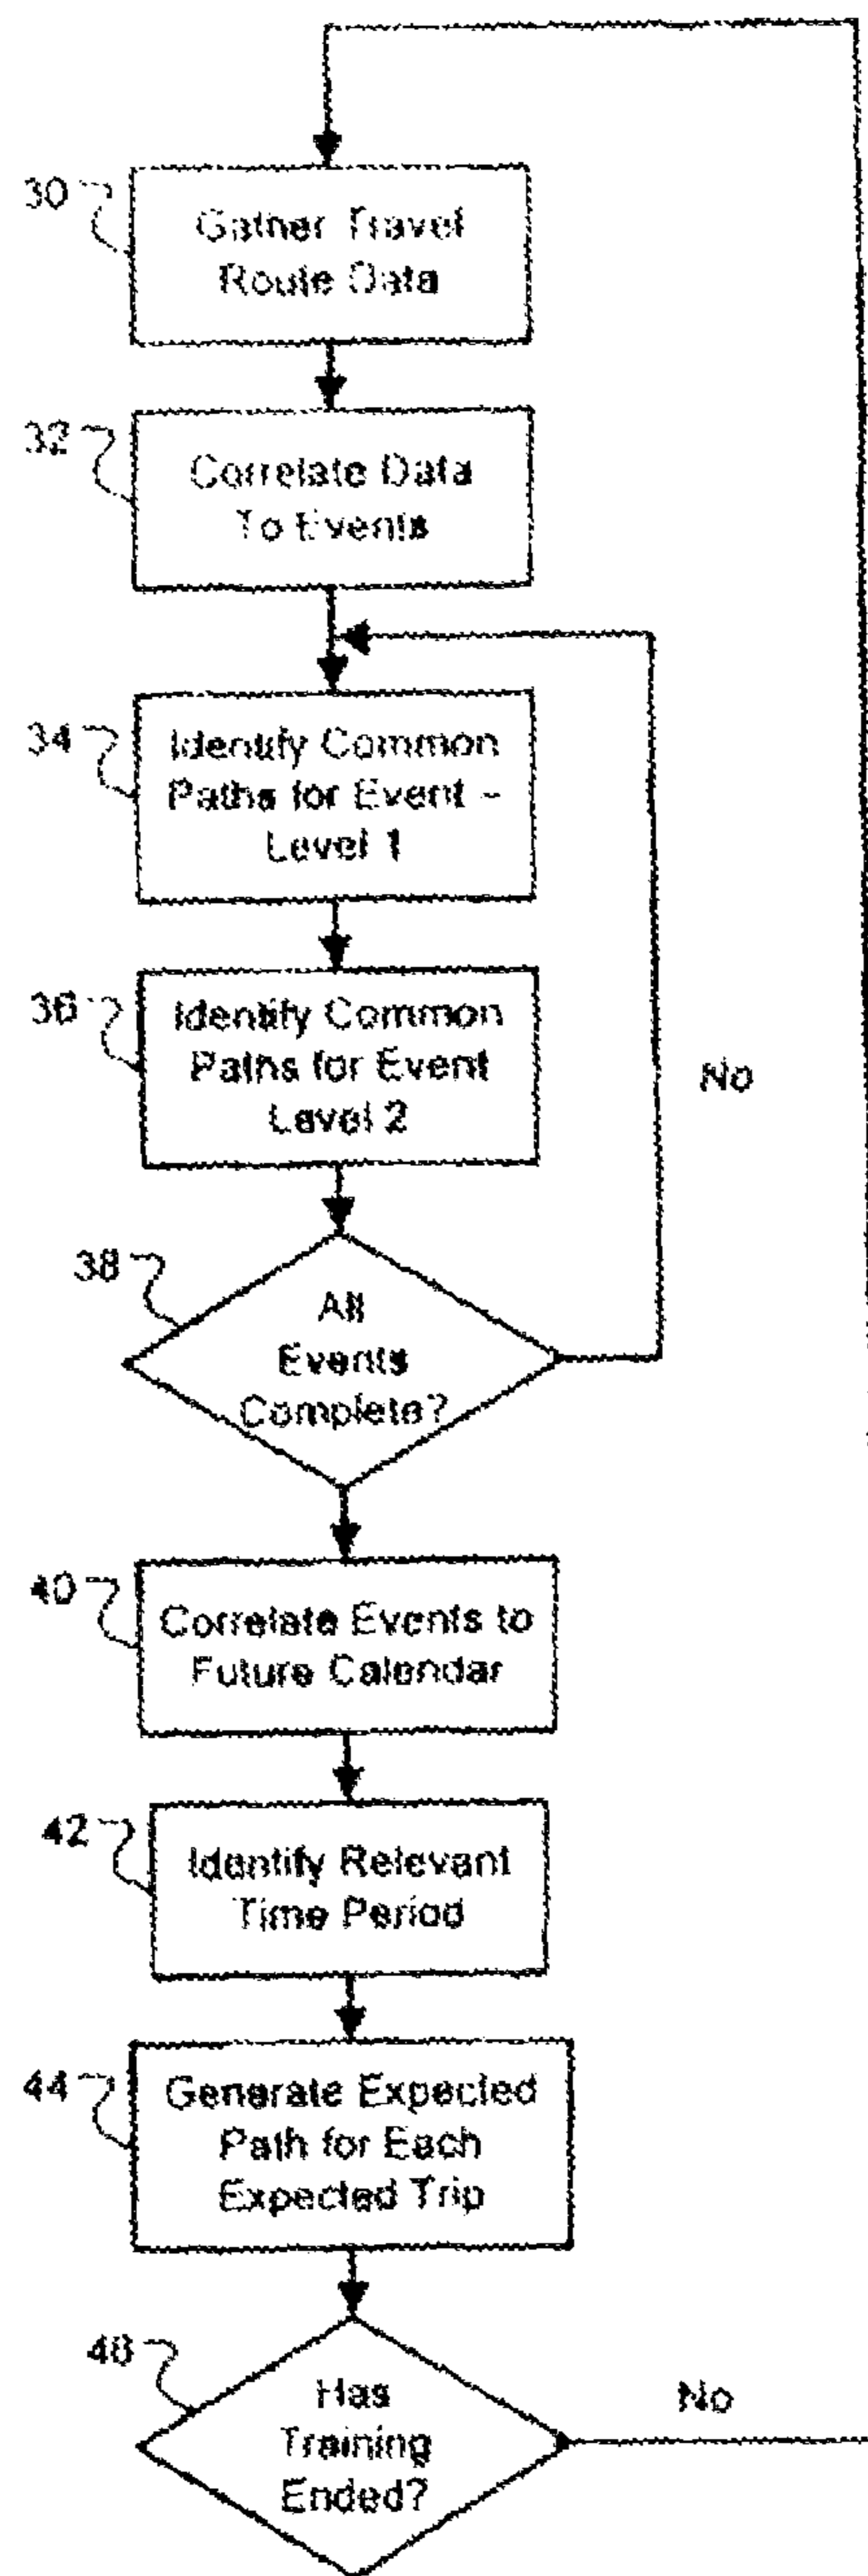 30
Gather Travel
Route Data
32
Correlate Data
To Events
34
Identify Common
Paths for Event –
Level 1
36
Identify Common
Paths for Event
Level 2
No
38
All
Events
Complete?
40
Correlate Events to
Future Calendar
42
Identify Relevant
Time Period
44
Generate Expected
Path for Each
Expected Trip
46
Has
Training
Ended?
No